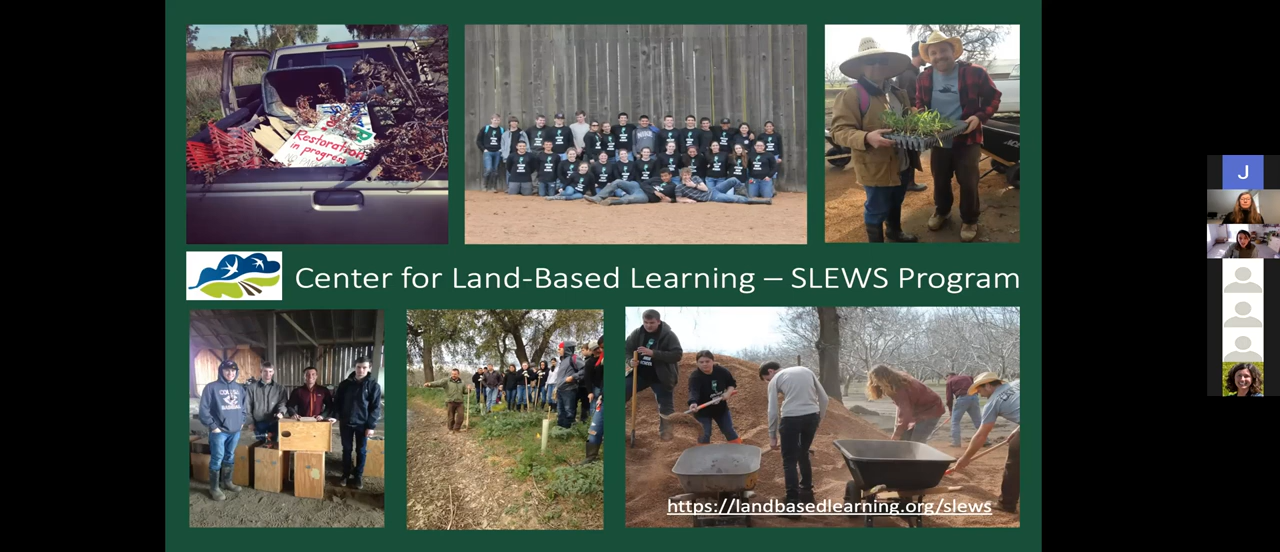 Restoration
in progress
Center for Land-Based Learning – SLEWS Program
https://landbasedlearning.org/slews
J